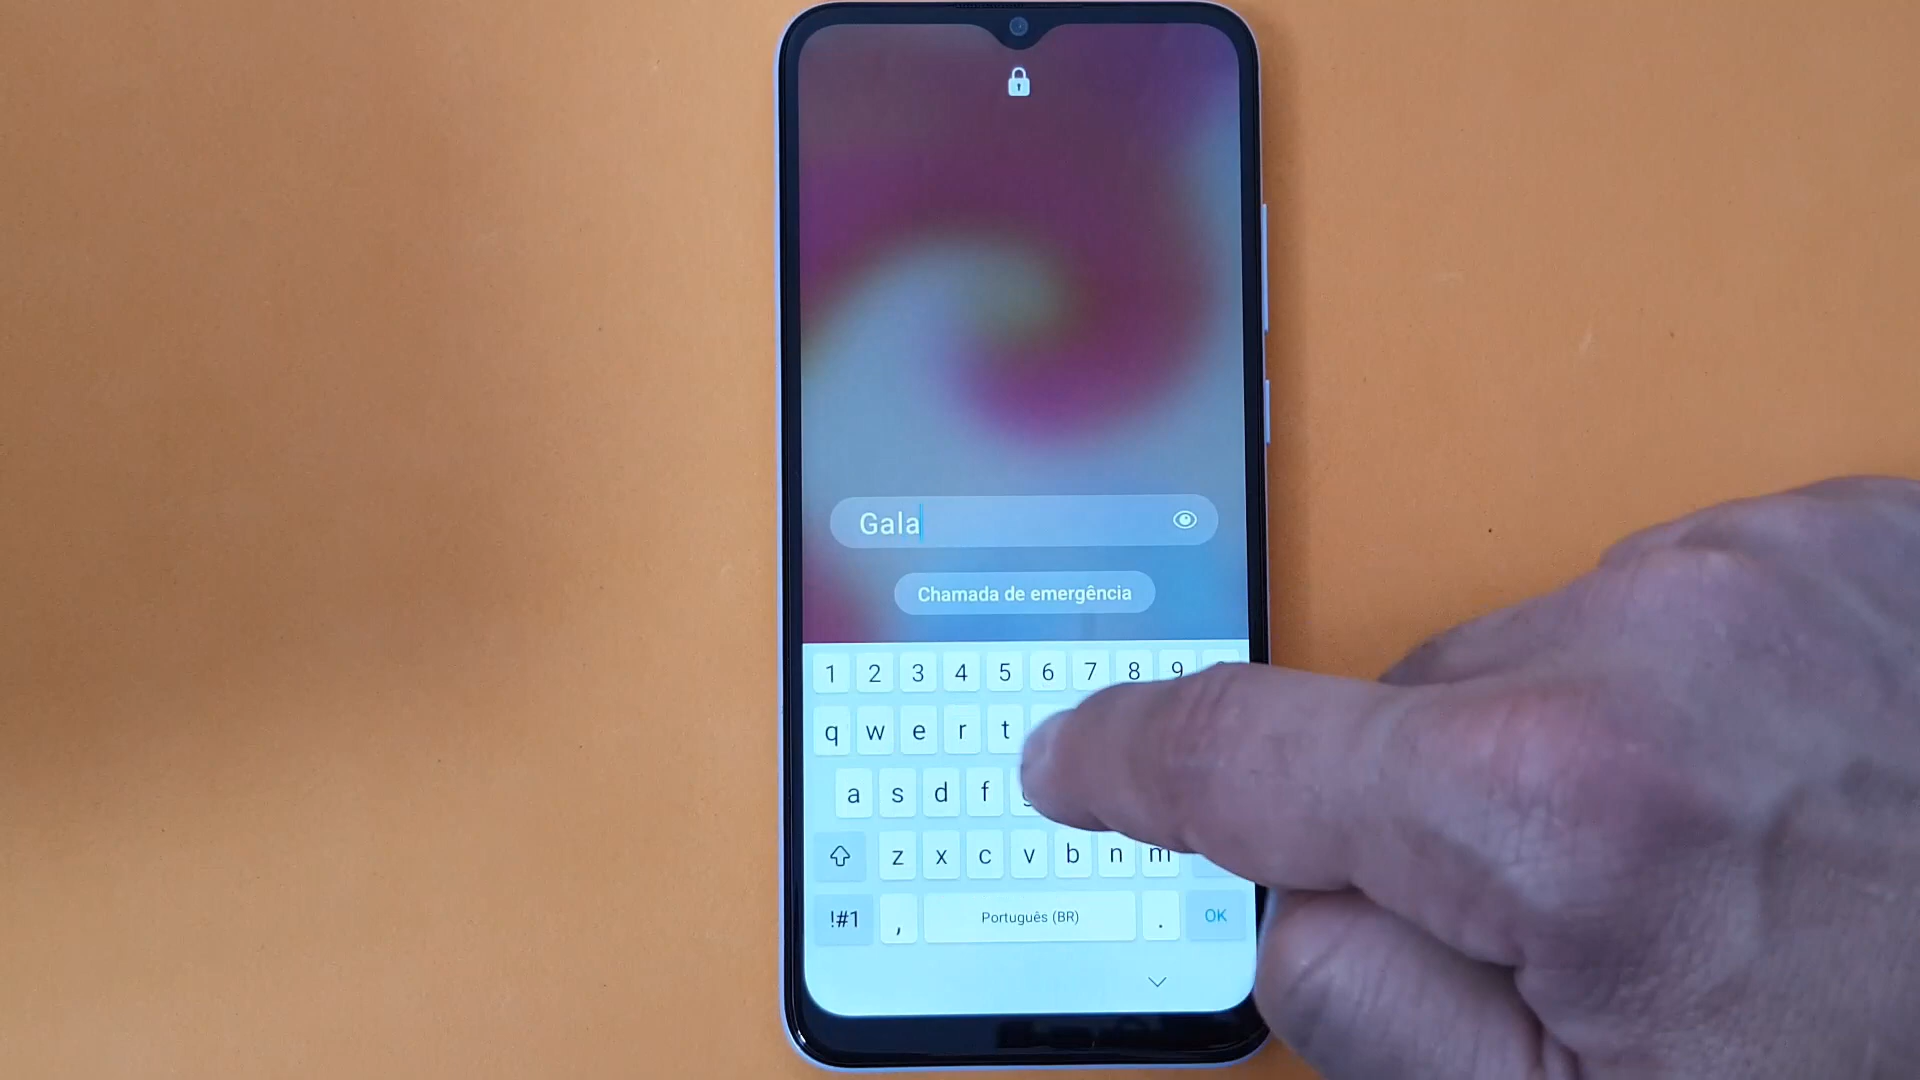 Gala
Chamada de emergência
1 2 3 4 5 6 7 8 9
q w e r t
a s d f g
z x c v b n m
!#1 , Português (BR) . OK